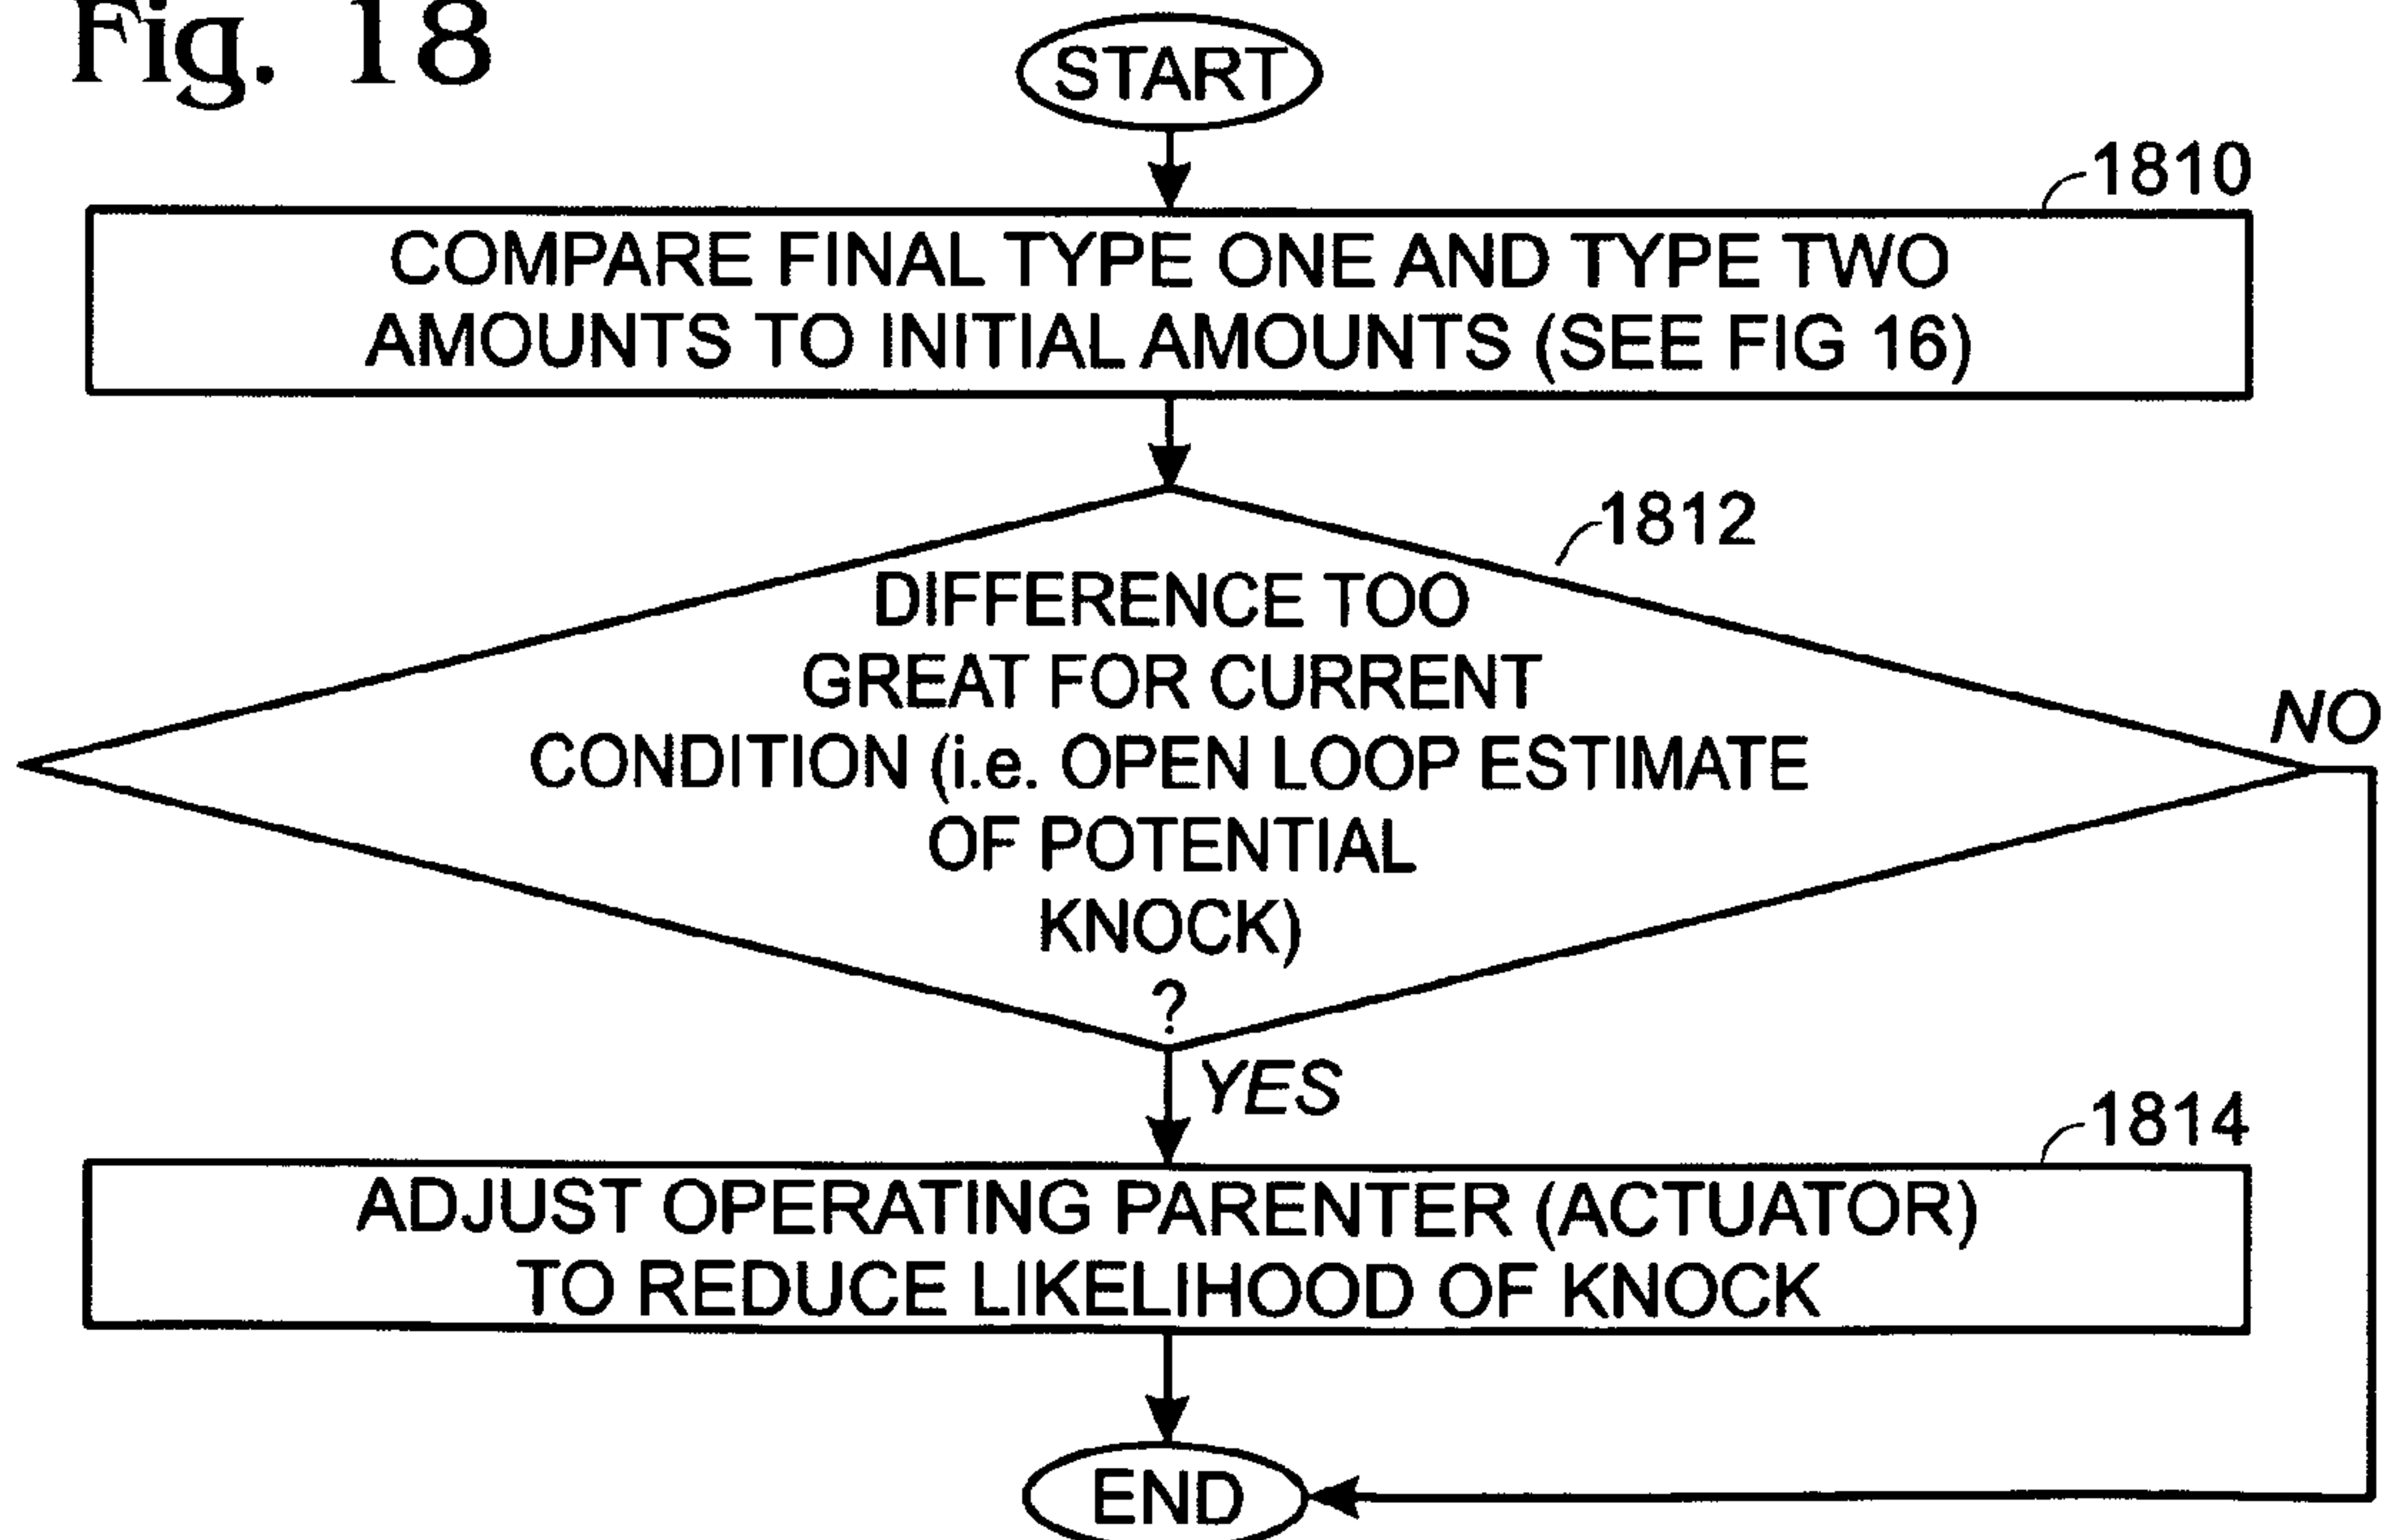 Fig. 18
START
1810
COMPARE FINAL TYPE ONE AND TYPE TWO
AMOUNTS TO INITIAL AMOUNTS (SEE FIG 16)
1812
DIFFERENCE TOO
GREAT FOR CURRENT
CONDITION (i.e. OPEN LOOP ESTIMATE
OF POTENTIAL
KNOCK)
?
NO
YES
1814
ADJUST OPERATING PARENTER (ACTUATOR)
TO REDUCE LIKELIHOOD OF KNOCK
END